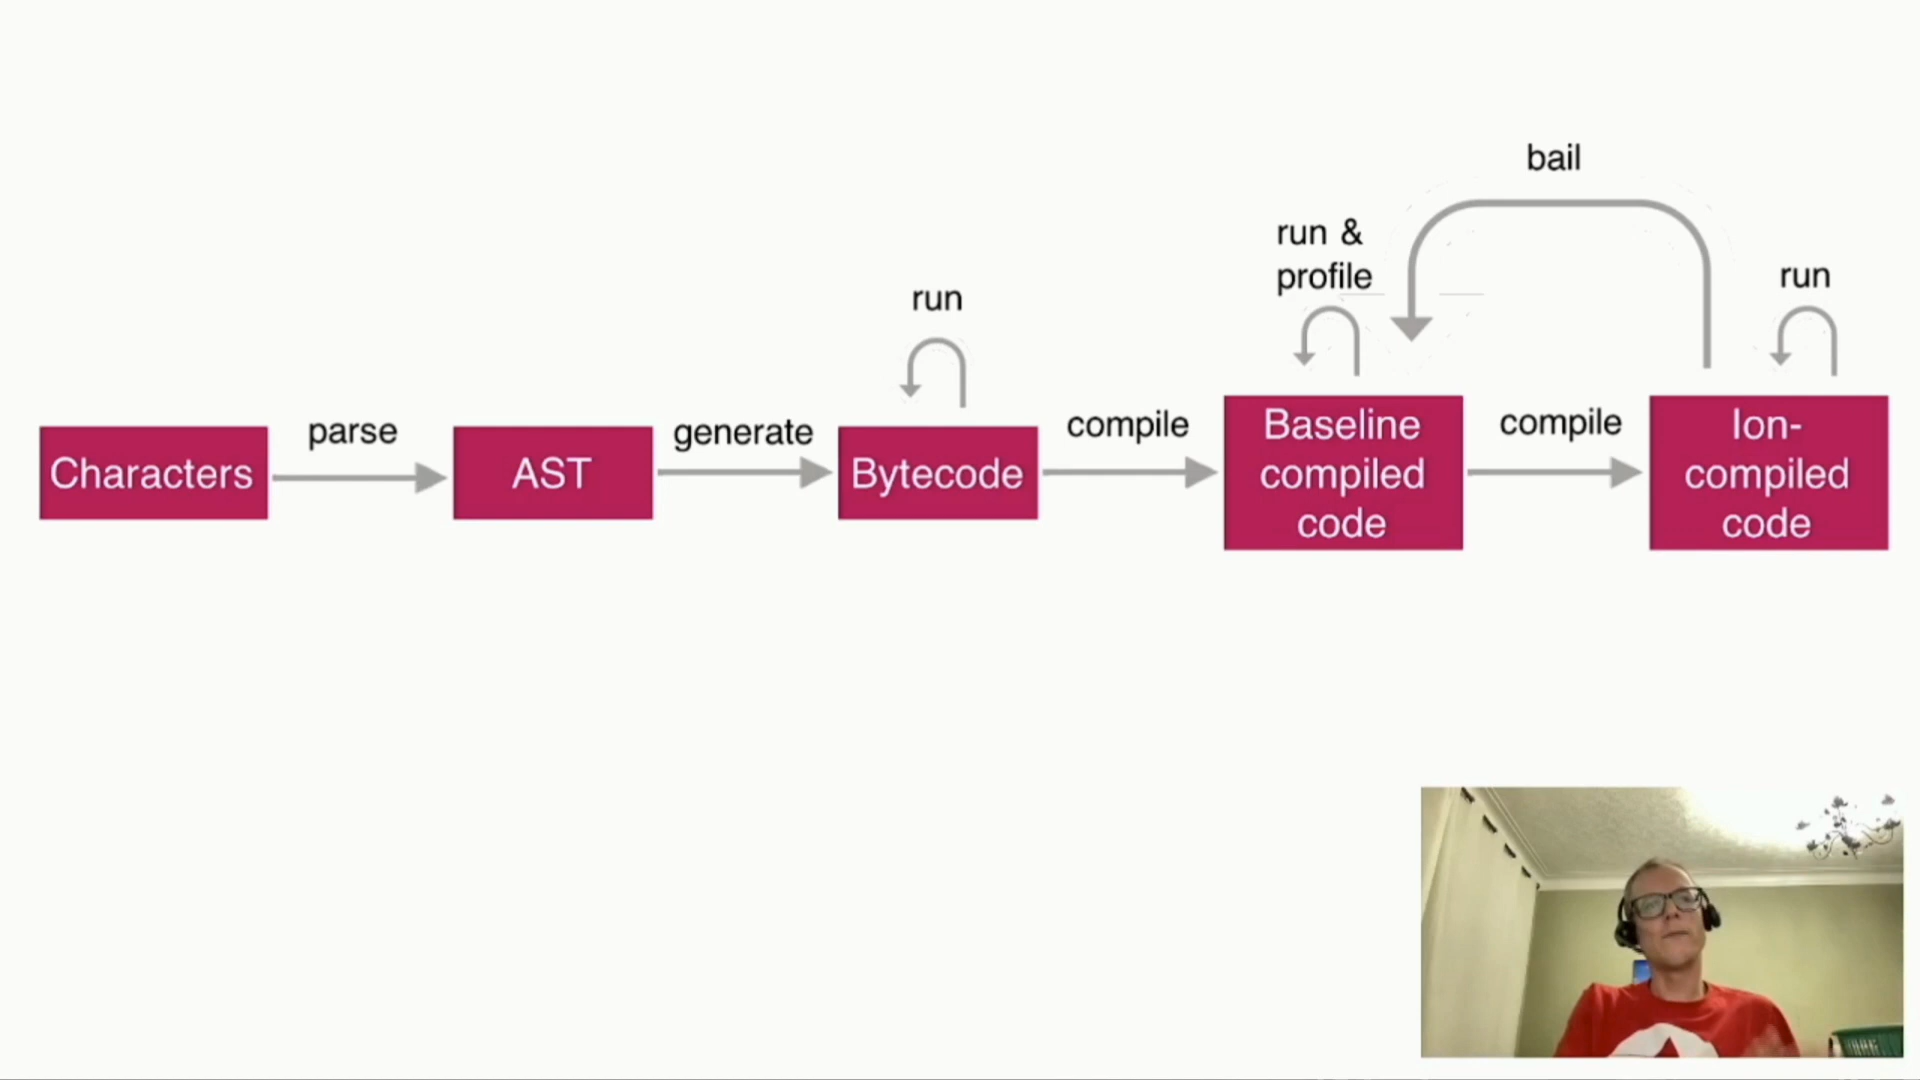 bail
run &
profile
run
run
parse
generate
compile
compile
Characters
AST
Bytecode
Baseline
compiled
code
Ion-
compiled
code